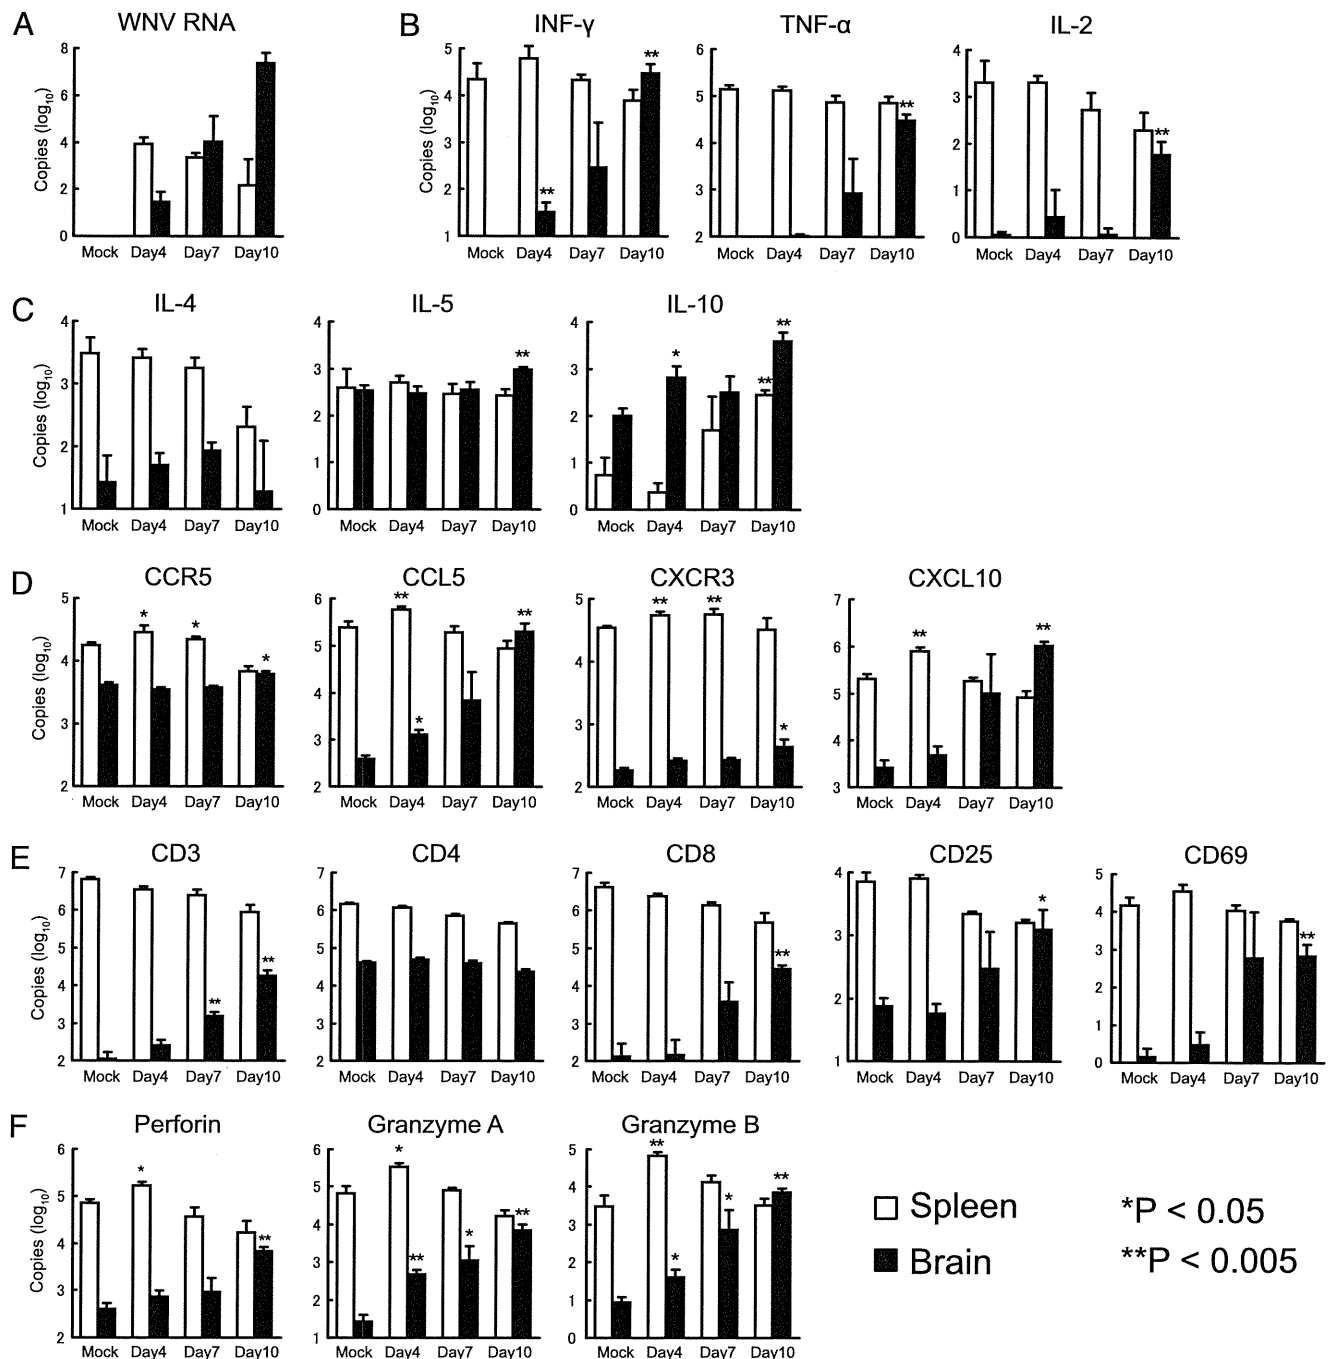 A
WNV RNA
Copies (log10)
8
6
4
2
0
Mock Day4 Day7 Day10
B
INF-γ
Copies (log10)
5
4
3
2
1
** **
Mock Day4 Day7 Day10
TNF-α
6
5
4
3
2
**
Mock Day4 Day7 Day10
IL-2
4
3
2
1
0
**
Mock Day4 Day7 Day10
C
IL-4
Copies (log10)
4
3
2
1
Mock Day4 Day7 Day10
IL-5
4
3
2
1
0
**
Mock Day4 Day7 Day10
IL-10
4
3
2
1
0
* ** **
Mock Day4 Day7 Day10
D
CCR5
Copies (log10)
5
4
3
2
* * *
Mock Day4 Day7 Day10
CCL5
6
5
4
3
2
** * **
Mock Day4 Day7 Day10
CXCR3
5
4
3
2
** ** *
Mock Day4 Day7 Day10
CXCL10
7
6
5
4
3
** **
Mock Day4 Day7 Day10
E
CD3
Copies (log10)
7
6
5
4
3
2
** **
Mock Day4 Day7 Day10
CD4
7
6
5
4
3
2
Mock Day4 Day7 Day10
CD8
7
6
5
4
3
2
**
Mock Day4 Day7 Day10
CD25
4
3
2
1
*
Mock Day4 Day7 Day10
CD69
5
4
3
2
1
0
**
Mock Day4 Day7 Day10
F
Perforin
Copies (log10)
6
5
4
3
2
* **
Mock Day4 Day7 Day10
Granzyme A
6
5
4
3
2
1
* ** * **
Mock Day4 Day7 Day10
Granzyme B
5
4
3
2
1
0
** * * **
Mock Day4 Day7 Day10
Spleen
Brain
*P < 0.05
**P < 0.005